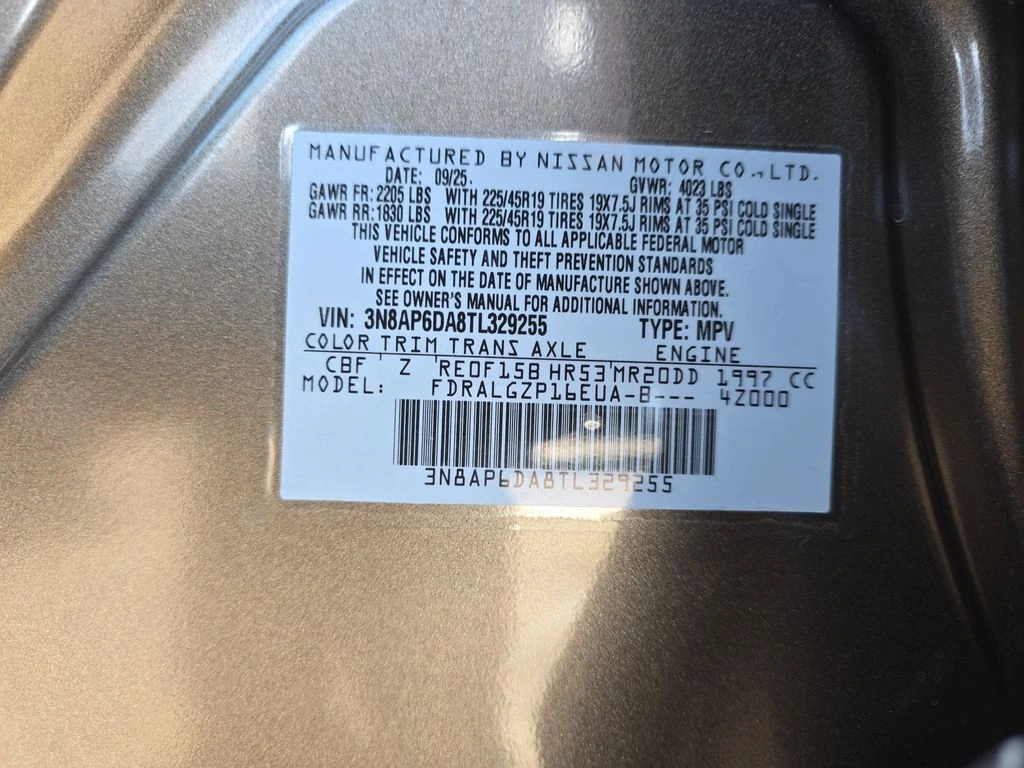 MANUFACTURED BY NISSAN MOTOR CO.,LTD.
DATE: 09/25. GVWR: 4023 LBS
GAWR FR: 2205 LBS WITH 225/45R19 TIRES 19X7.5J RIMS AT 35 PSI COLD SINGLE
GAWR RR: 1830 LBS WITH 225/45R19 TIRES 19X7.5J RIMS AT 35 PSI COLD SINGLE
THIS VEHICLE CONFORMS TO ALL APPLICABLE FEDERAL MOTOR
VEHICLE SAFETY AND THEFT PREVENTION STANDARDS
IN EFFECT ON THE DATE OF MANUFACTURE SHOWN ABOVE.
SEE OWNER'S MANUAL FOR ADDITIONAL INFORMATION.
VIN: 3N8AP6DA8TL329255 TYPE: MPV
COLOR TRIM TRANS AXLE ENGINE
CBF ' Z 'RE0F15B HR53'MR20DD 1997 CC
MODEL: FDRALGZP16EUA-B--- 4Z000
3N8AP6DA8TL329255